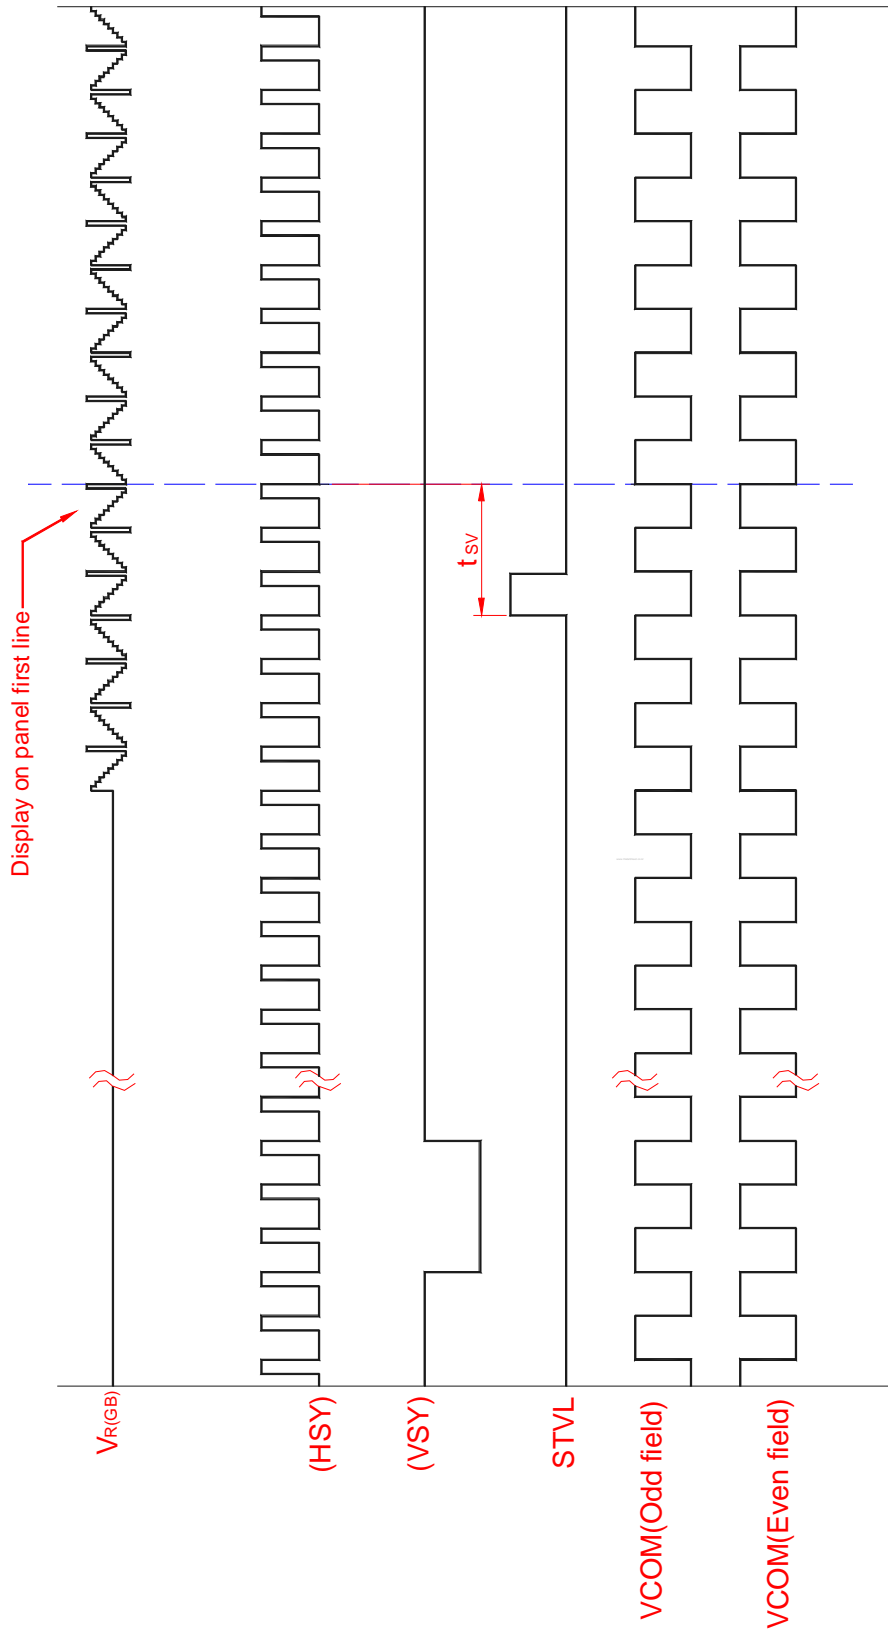 Display on panel first line
VR(GB)
(HSY)
(VSY)
tSV
STVL
VCOM(Odd field)
VCOM(Even field)